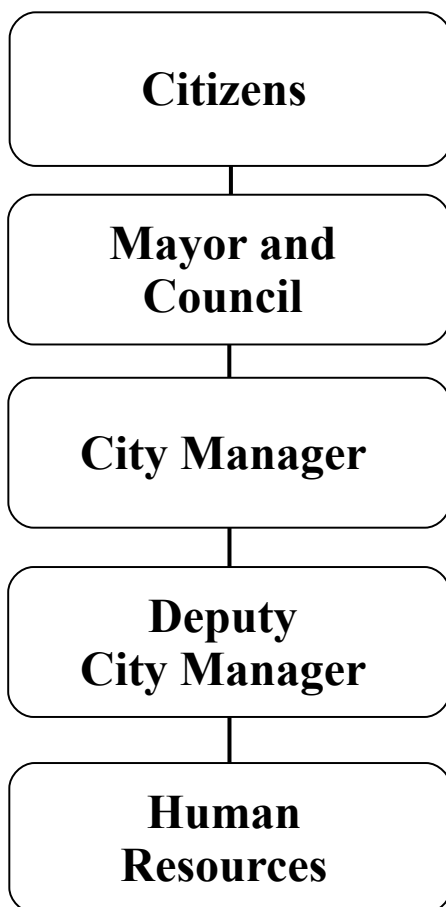 Citizens
Mayor and
Council
City Manager
Deputy
City Manager
Human
Resources